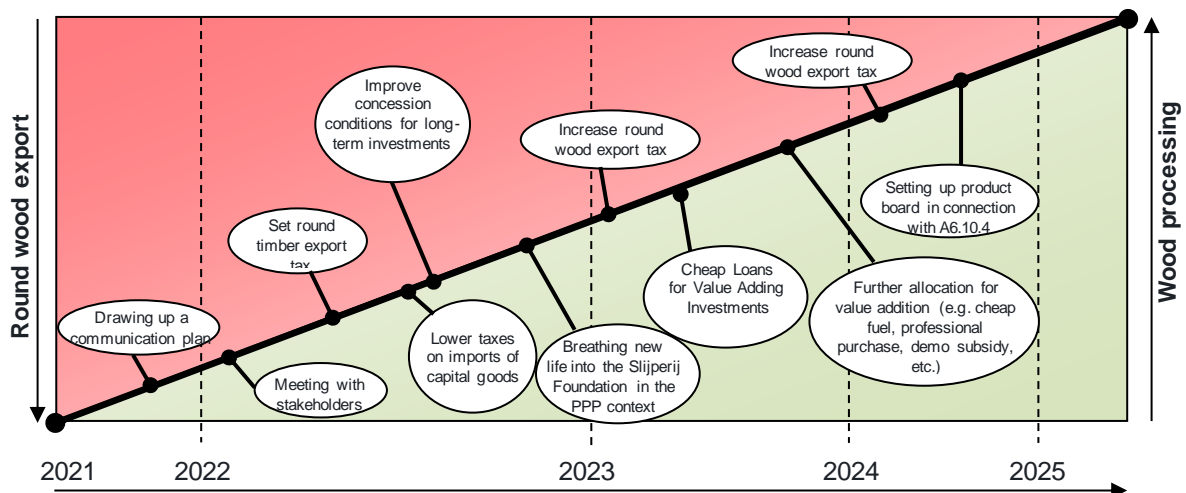 Round wood export
Drawing up a
communication plan
Meeting with
stakeholders
Set round
timber export
tax
Improve
concession
conditions for long-
term investments
Lower taxes
on imports of
capital goods
Breathing new
life into the Slijperij
Foundation in the
PPP context
Increase round
wood export tax
Cheap Loans
for Value Adding
Investments
Further allocation for
value addition (e.g. cheap
fuel, professional
purchase, demo subsidy,
etc.)
Increase round
wood export tax
Setting up product
board in connection
with A6.10.4
Wood processing
2021
2022
2023
2024
2025